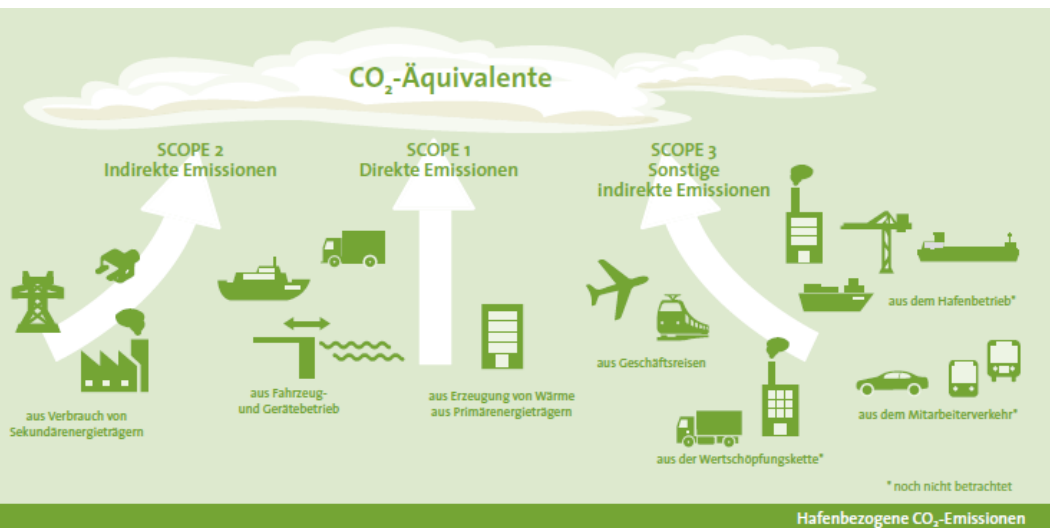 CO₂-Äquivalente
SCOPE 2
Indirekte Emissionen
SCOPE 1
Direkte Emissionen
SCOPE 3
Sonstige
indirekte Emissionen
aus Verbrauch von
Sekundärenergieträgern
aus Fahrzeug-
und Gerätebetrieb
aus Erzeugung von Wärme
aus Primärenergieträgern
aus Geschäftsreisen
aus dem Hafenbetrieb*
aus dem Mitarbeiterverkehr*
aus der Wertschöpfungskette*
* noch nicht betrachtet
Hafenbezogene CO₂-Emissionen